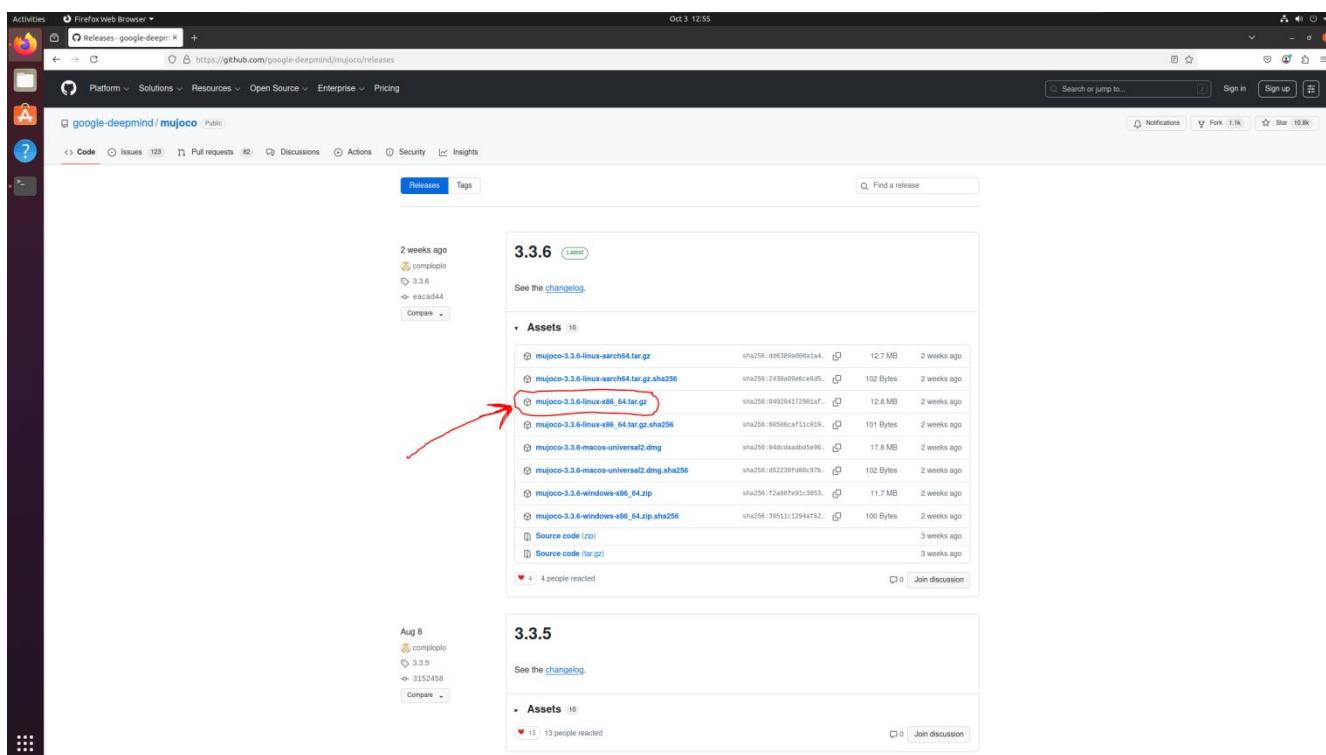 Activities Firefox Web Browser Oct 3 12:55
Releases · google-deepm
https://github.com/google-deepmind/mujoco/releases
Platform Solutions Resources Open Source Enterprise Pricing Search or jump to... / Sign in Sign up
google-deepmind / mujoco Public Notifications Fork 1.1k Star 10.8k
<> Code Issues 123 Pull requests 82 Discussions Actions Security Insights
Releases Tags Find a release
2 weeks ago
comploplo
3.3.6
eacad44
Compare
3.3.6 Latest
See the changelog.
Assets 10
mujoco-3.3.6-linux-aarch64.tar.gz 12.7 MB 2 weeks ago
mujoco-3.3.6-linux-aarch64.tar.gz.sha256 102 Bytes 2 weeks ago
mujoco-3.3.6-linux-x86_64.tar.gz sha256:049204172901af… 12.8 MB 2 weeks ago
mujoco-3.3.6-linux-x86_64.tar.gz.sha256 sha256:60506caf11c019… 101 Bytes 2 weeks ago
mujoco-3.3.6-macos-universal2.dmg 17.8 MB 2 weeks ago
mujoco-3.3.6-macos-universal2.dmg.sha256 102 Bytes 2 weeks ago
mujoco-3.3.6-windows-x86_64.zip 11.7 MB 2 weeks ago
mujoco-3.3.6-windows-x86_64.zip.sha256 100 Bytes 2 weeks ago
Source code (zip) 3 weeks ago
Source code (tar.gz) 3 weeks ago
4 4 people reacted 0 Join discussion
Aug 8
comploplo
3.3.5
3152458
Compare
3.3.5
See the changelog.
Assets 10
13 13 people reacted 0 Join discussion